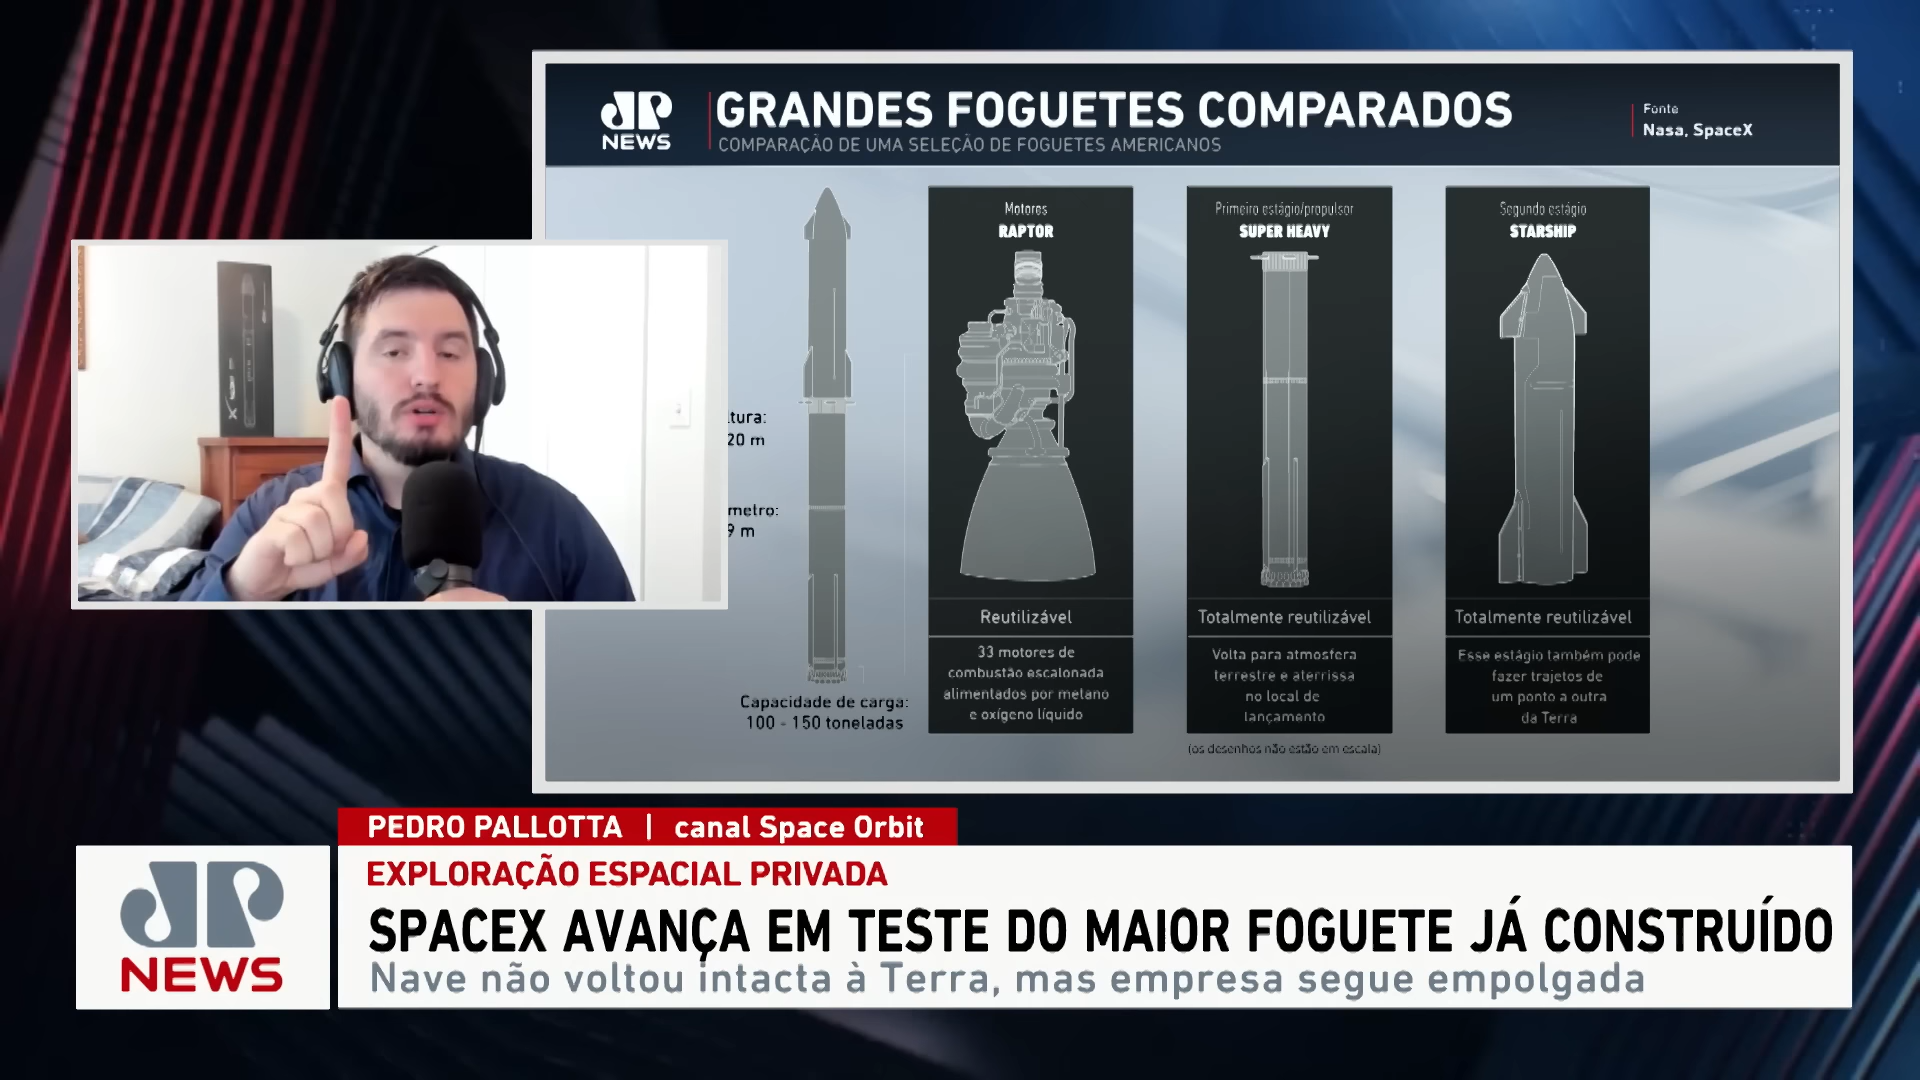 JP
NEWS
GRANDES FOGUETES COMPARADOS
COMPARAÇÃO DE UMA SELEÇÃO DE FOGUETES AMERICANOS
Fonte
Nasa, SpaceX
ltura:
20 m
metro:
9 m
Capacidade de carga:
100 - 150 toneladas
Motores
RAPTOR
Reutilizável
33 motores de
combustão escalonada
alimentados por metano
e oxigeno líquido
Primeiro estágio/propulsor
SUPER HEAVY
Totalmente reutilizável
Volta para atmosfera
terrestre e aterrissa
no local de
lançamento
(os desenhos não estão em escala)
Segundo estágio
STARSHIP
Totalmente reutilizável
Esse estágio também pode
fazer trajetos de
um ponto a outra
da Terra
PEDRO PALLOTTA | canal Space Orbit
EXPLORAÇÃO ESPACIAL PRIVADA
SPACEX AVANÇA EM TESTE DO MAIOR FOGUETE JÁ CONSTRUÍDO
Nave não voltou intacta à Terra, mas empresa segue empolgada
JP
NEWS